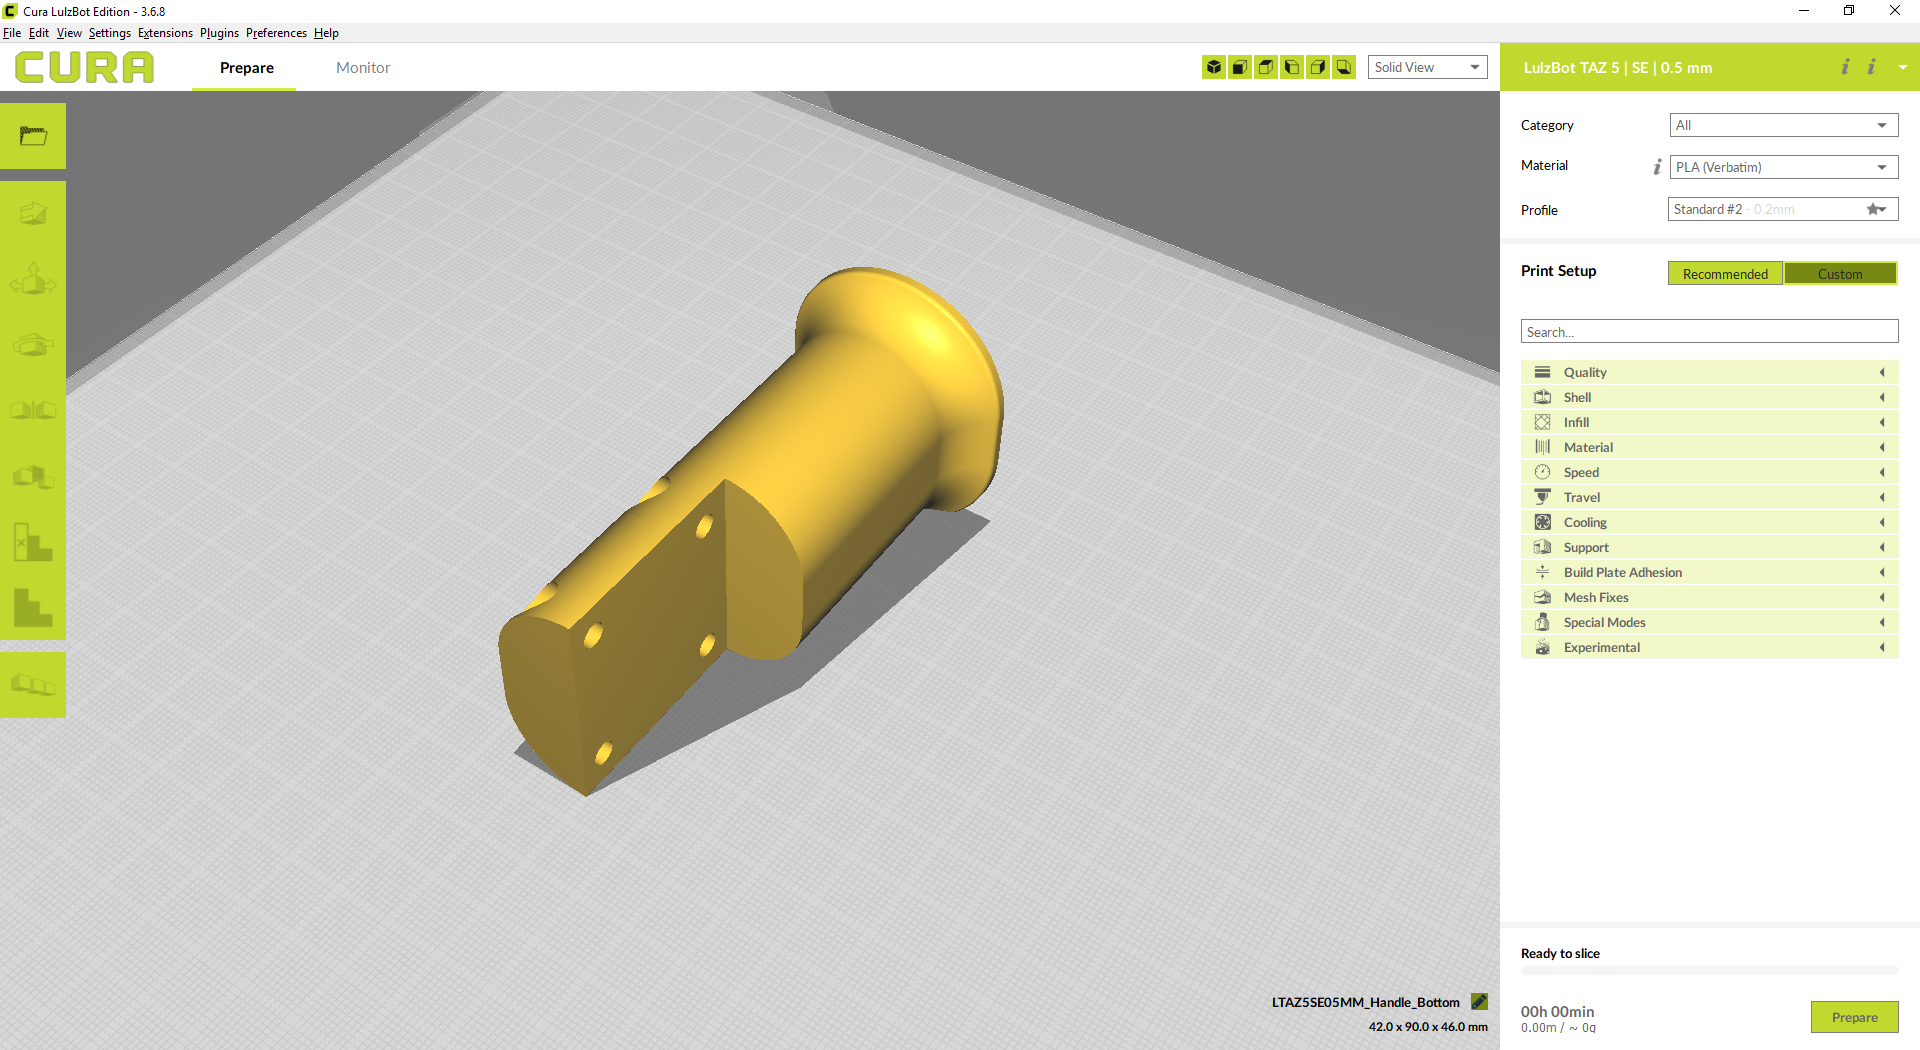 Cura LulzBot Edition - 3.6.8
File Edit View Settings Extensions Plugins Preferences Help
CURA Prepare Monitor Solid View LulzBot TAZ 5 | SE | 0.5 mm
Category All
Material PLA (Verbatim)
Profile Standard #2 - 0.2mm
Print Setup Recommended Custom
Search...
Quality
Shell
Infill
Material
Speed
Travel
Cooling
Support
Build Plate Adhesion
Mesh Fixes
Special Modes
Experimental
Ready to slice
LTAZ5SE05MM_Handle_Bottom
42.0 x 90.0 x 46.0 mm
00h 00min
0.00m / ~ 0g
Prepare